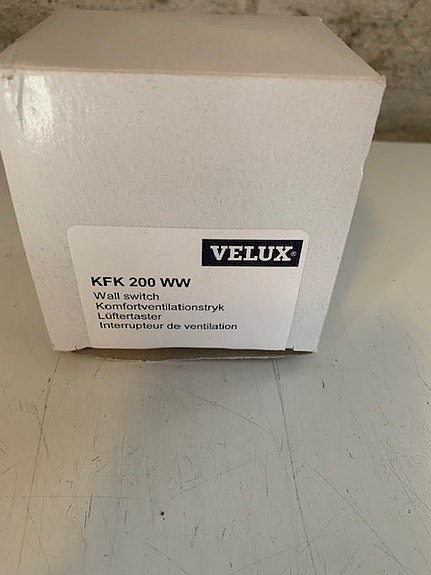 VELUX®
KFK 200 WW
Wall switch
Komfortventilationstryk
Lüftertaster
Interrupteur de ventilation